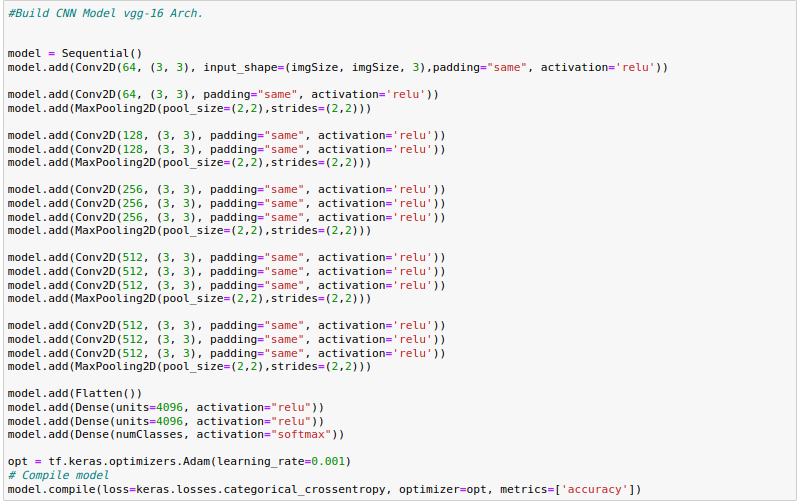 #Build CNN Model vgg-16 Arch.
model = Sequential()
model.add(Conv2D(64, (3, 3), input_shape=(imgSize, imgSize, 3),padding="same", activation='relu'))
model.add(Conv2D(64, (3, 3), padding="same", activation='relu'))
model.add(MaxPooling2D(pool_size=(2,2),strides=(2,2)))
model.add(Conv2D(128, (3, 3), padding="same", activation='relu'))
model.add(Conv2D(128, (3, 3), padding="same", activation='relu'))
model.add(MaxPooling2D(pool_size=(2,2),strides=(2,2)))
model.add(Conv2D(256, (3, 3), padding="same", activation='relu'))
model.add(Conv2D(256, (3, 3), padding="same", activation='relu'))
model.add(Conv2D(256, (3, 3), padding="same", activation='relu'))
model.add(MaxPooling2D(pool_size=(2,2),strides=(2,2)))
model.add(Conv2D(512, (3, 3), padding="same", activation='relu'))
model.add(Conv2D(512, (3, 3), padding="same", activation='relu'))
model.add(Conv2D(512, (3, 3), padding="same", activation='relu'))
model.add(MaxPooling2D(pool_size=(2,2),strides=(2,2)))
model.add(Conv2D(512, (3, 3), padding="same", activation='relu'))
model.add(Conv2D(512, (3, 3), padding="same", activation='relu'))
model.add(Conv2D(512, (3, 3), padding="same", activation='relu'))
model.add(MaxPooling2D(pool_size=(2,2),strides=(2,2)))
model.add(Flatten())
model.add(Dense(units=4096, activation="relu"))
model.add(Dense(units=4096, activation="relu"))
model.add(Dense(numClasses, activation="softmax"))
opt = tf.keras.optimizers.Adam(learning_rate=0.001)
# Compile model
model.compile(loss=keras.losses.categorical_crossentropy, optimizer=opt, metrics=['accuracy'])